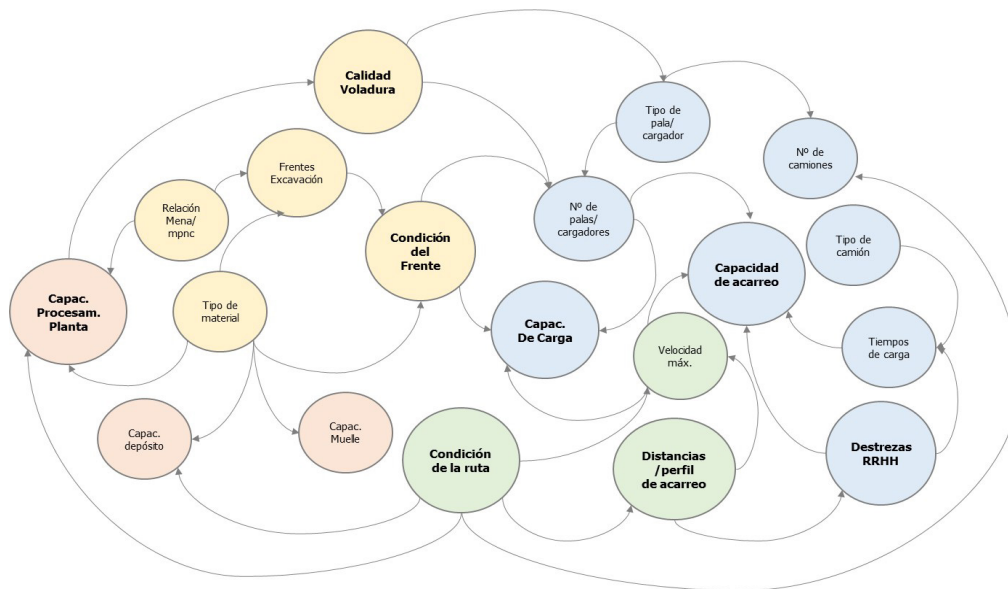 Calidad
Voladura
Tipo de
pala/
cargador
Nº de
camiones
Frentes
Excavación
Relación
Mena/
mpnc
Nº de
palas/
cargadores
Condición
del
Frente
Tipo de
camión
Capacidad
de acarreo
Capac.
Procesam.
Planta
Tipo de
material
Capac.
De Carga
Velocidad
máx.
Tiempos
de carga
Capac.
depósito
Capac.
Muelle
Condición
de la ruta
Distancias
/perfil
de acarreo
Destrezas
RRHH